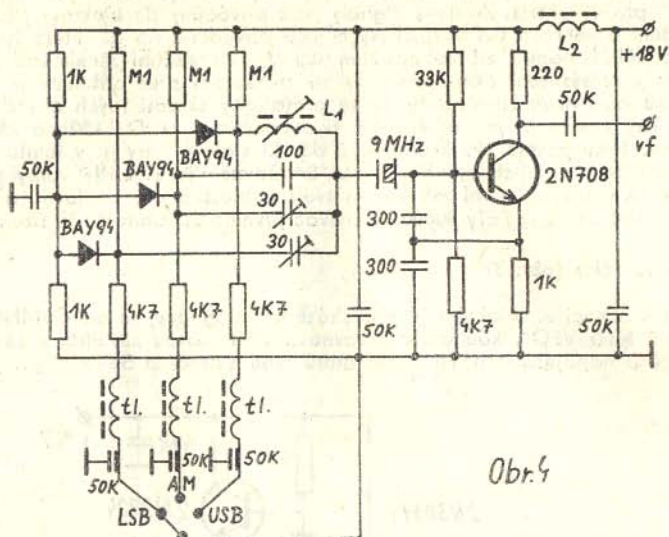 L2
+18V
1K M1 M1 M1
33K 220
L1
50K
vf
BAY94
100
9 MHz
2N708
50K
BAY94
30
BAY94
30
300
300
1K 4K7 4K7 4K7
50K
4K7
1K
50K
tl. tl. tl.
50K 50K
50K
AM
LSB USB
Obr.4